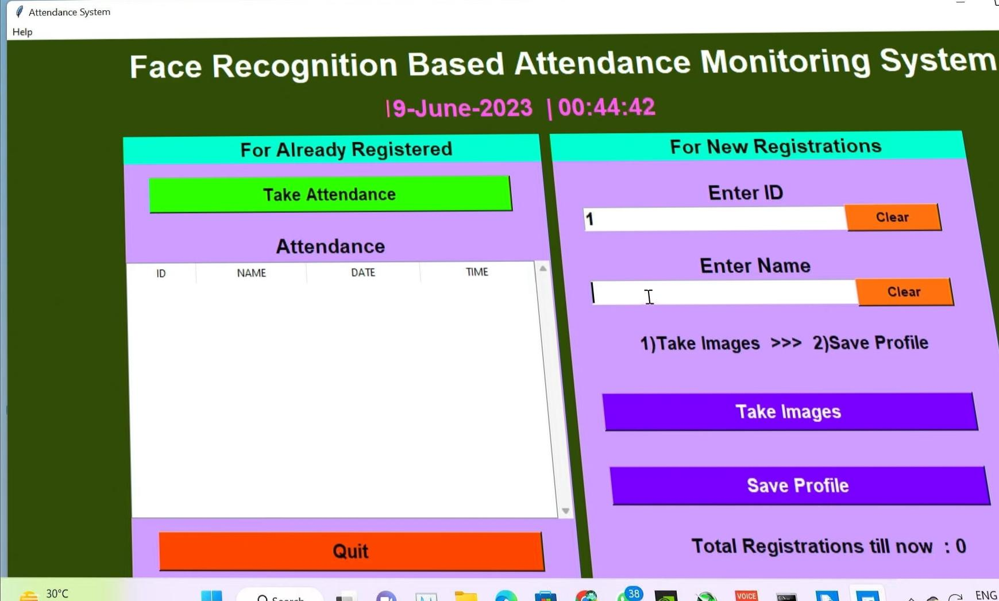 Attendance System
Help
Face Recognition Based Attendance Monitoring System
9-June-2023 | 00:44:42
For Already Registered
Take Attendance
Attendance
ID NAME DATE TIME
Quit
For New Registrations
Enter ID
1 Clear
Enter Name
Clear
1)Take Images >>> 2)Save Profile
Take Images
Save Profile
Total Registrations till now : 0
30°C
Search
38
VOICE
ENG